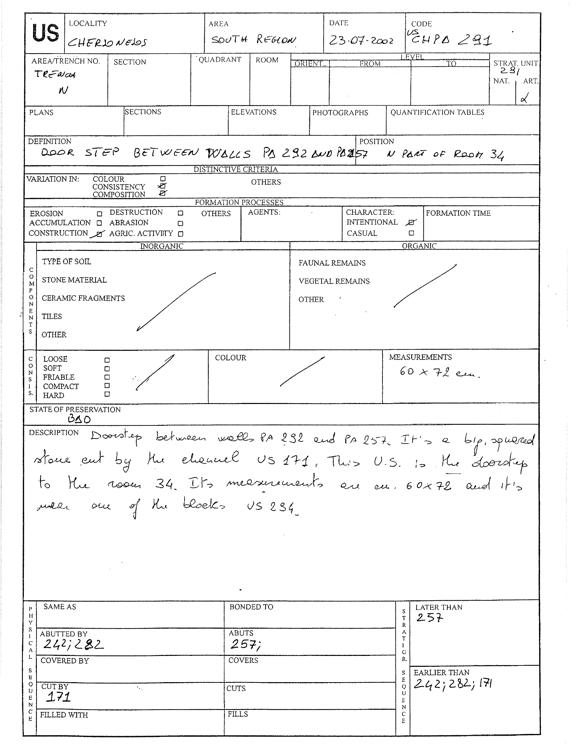 US
LOCALITY
CHERSONESOS
AREA
SOUTH REGION
DATE
23-07-2002
CODE
US CHPA 291
AREA/TRENCH NO.
TRENCH
N
SECTION
QUADRANT
ROOM
LEVEL
ORIENT. FROM TO
STRAT. UNIT
291
NAT. ART.
PLANS
SECTIONS
ELEVATIONS
PHOTOGRAPHS
QUANTIFICATION TABLES
DEFINITION
DOOR STEP BETWEEN WALLS PA 292 AND PA 257
POSITION
N PART OF ROOM 34
DISTINCTIVE CRITERIA
VARIATION IN: COLOUR
CONSISTENCY
COMPOSITION
OTHERS
FORMATION PROCESSES
EROSION DESTRUCTION OTHERS
ACCUMULATION ABRASION
CONSTRUCTION AGRIC. ACTIVITY
AGENTS:
CHARACTER:
INTENTIONAL
CASUAL
FORMATION TIME
COMPONENTS
INORGANIC
TYPE OF SOIL
STONE MATERIAL
CERAMIC FRAGMENTS
TILES
OTHER
ORGANIC
FAUNAL REMAINS
VEGETAL REMAINS
OTHER
CONSIS.
LOOSE
SOFT
FRIABLE
COMPACT
HARD
COLOUR
MEASUREMENTS
60 x 72 cm.
STATE OF PRESERVATION
BAD
DESCRIPTION Doorstep between walls PA 292 and PA 257. It's a big, squared
stone cut by the channel US 171. This U.S. is the doorstep
to the room 34. Its measurements are cm. 60x72 and it's
near one of the blocks US 234.
PHYSICAL SEQUENCE
SAME AS
BONDED TO
ABUTTED BY
242; 282
ABUTS
257;
COVERED BY
COVERS
CUT BY
171
CUTS
FILLED WITH
FILLS
STRATIGR. SEQUENCE
LATER THAN
257
EARLIER THAN
242; 282; 171